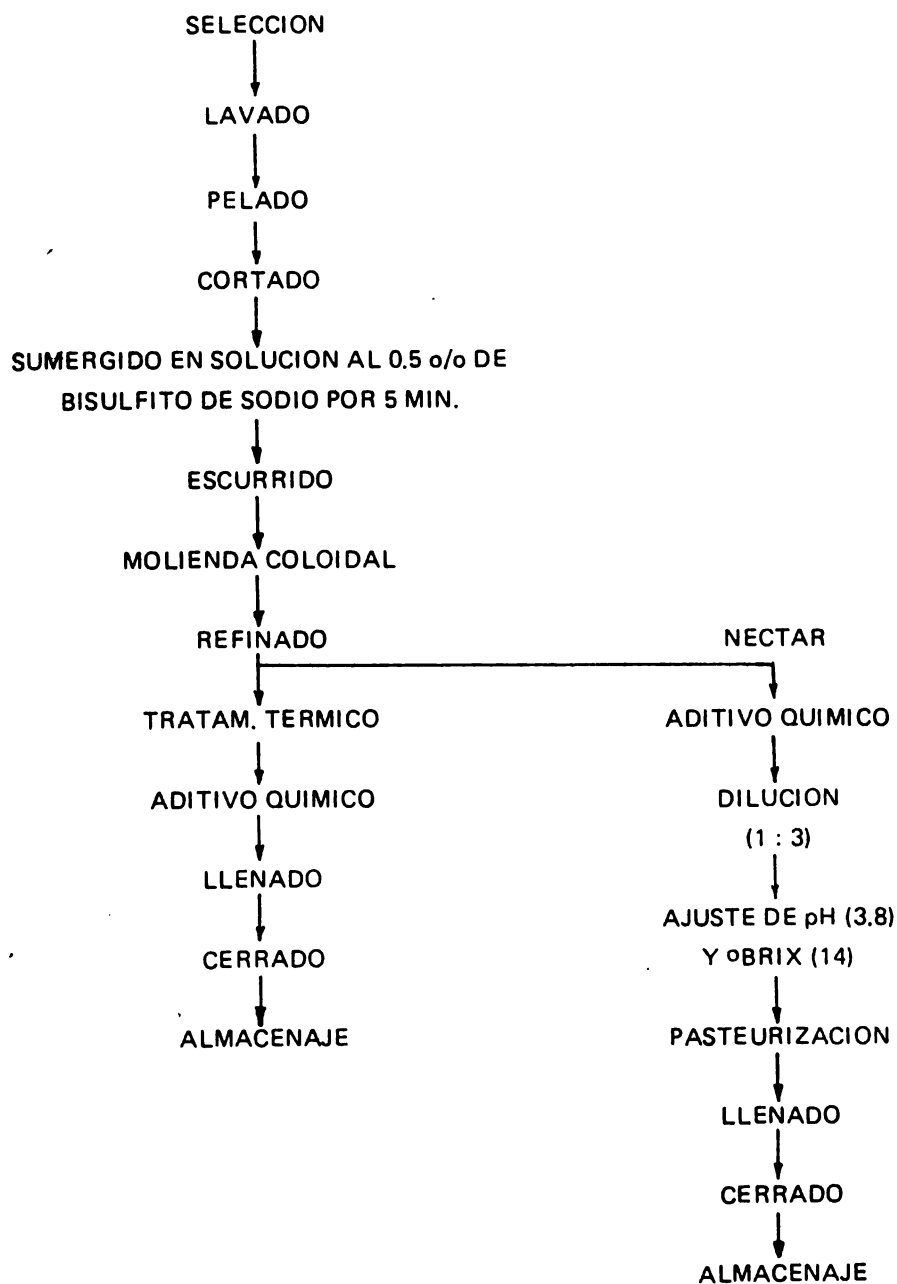 SELECCION
LAVADO
PELADO
CORTADO
SUMERGIDO EN SOLUCION AL 0.5 o/o DE
BISULFITO DE SODIO POR 5 MIN.
ESCURRIDO
MOLIENDA COLOIDAL
REFINADO
TRATAM. TERMICO
ADITIVO QUIMICO
LLENADO
CERRADO
ALMACENAJE
NECTAR
ADITIVO QUIMICO
DILUCION
(1 : 3)
AJUSTE DE pH (3.8)
Y oBRIX (14)
PASTEURIZACION
LLENADO
CERRADO
ALMACENAJE